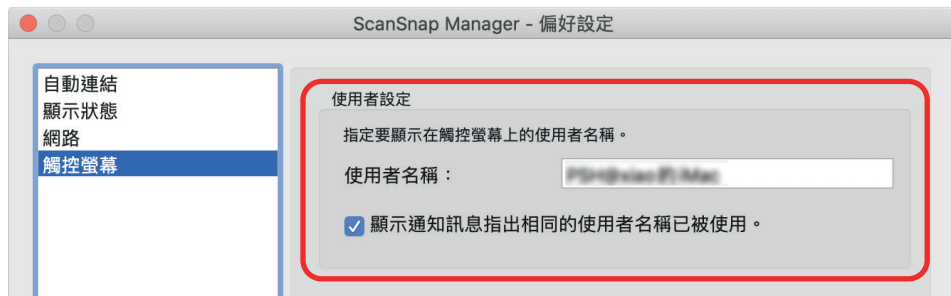 ScanSnap Manager - 偏好設定
自動連結
顯示狀態
網路
觸控螢幕
使用者設定
指定要顯示在觸控螢幕上的使用者名稱。
使用者名稱：
顯示通知訊息指出相同的使用者名稱已被使用。